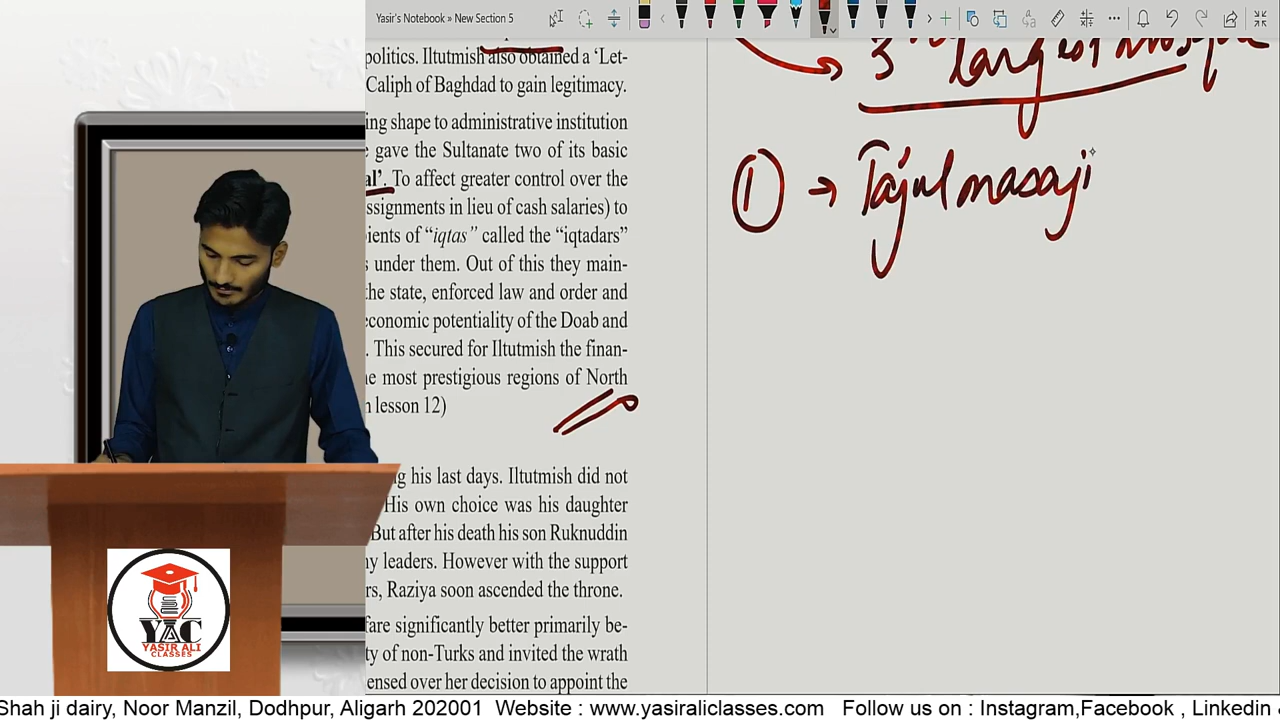 Yasir's Notebook » New Section 5
politics. Iltutmish also obtained a ‘Let-
Caliph of Baghdad to gain legitimacy.
ing shape to administrative institution
gave the Sultanate two of its basic
al’. To affect greater control over the
ssignments in lieu of cash salaries) to
ients of “iqtas” called the “iqtadars”
under them. Out of this they main-
the state, enforced law and order and
economic potentiality of the Doab and
. This secured for Iltutmish the finan-
e most prestigious regions of North
lesson 12)
g his last days. Iltutmish did not
His own choice was his daughter
But after his death his son Ruknuddin
y leaders. However with the support
rs, Raziya soon ascended the throne.
fare significantly better primarily be-
ty of non-Turks and invited the wrath
ensed over her decision to appoint the
largest mosque
1 → Tajul masaji
YAC
YASIR ALI
CLASSES
Shah ji dairy, Noor Manzil, Dodhpur, Aligarh 202001 Website : www.yasiraliclasses.com Follow us on : Instagram,Facebook , Linkedin